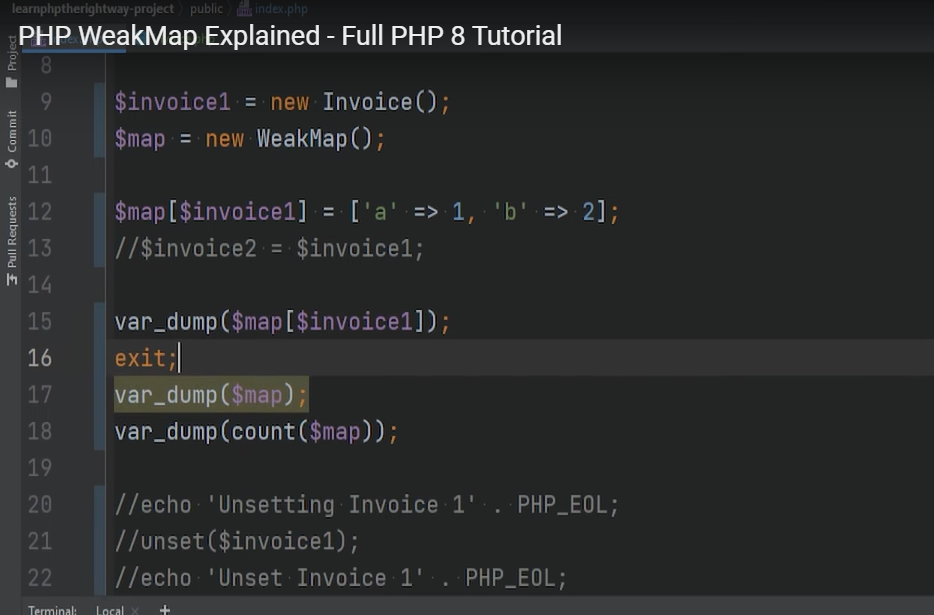 learnphptherightway-project public index.php
PHP WeakMap Explained - Full PHP 8 Tutorial
Project
Commit
Pull Requests
8
9 $invoice1 = new Invoice();
10 $map = new WeakMap();
11
12 $map[$invoice1] = ['a' => 1, 'b' => 2];
13 //$invoice2 = $invoice1;
14
15 var_dump($map[$invoice1]);
16 exit;
17 var_dump($map);
18 var_dump(count($map));
19
20 //echo 'Unsetting Invoice 1' . PHP_EOL;
21 //unset($invoice1);
22 //echo 'Unset Invoice 1' . PHP_EOL;
Terminal: Local × +